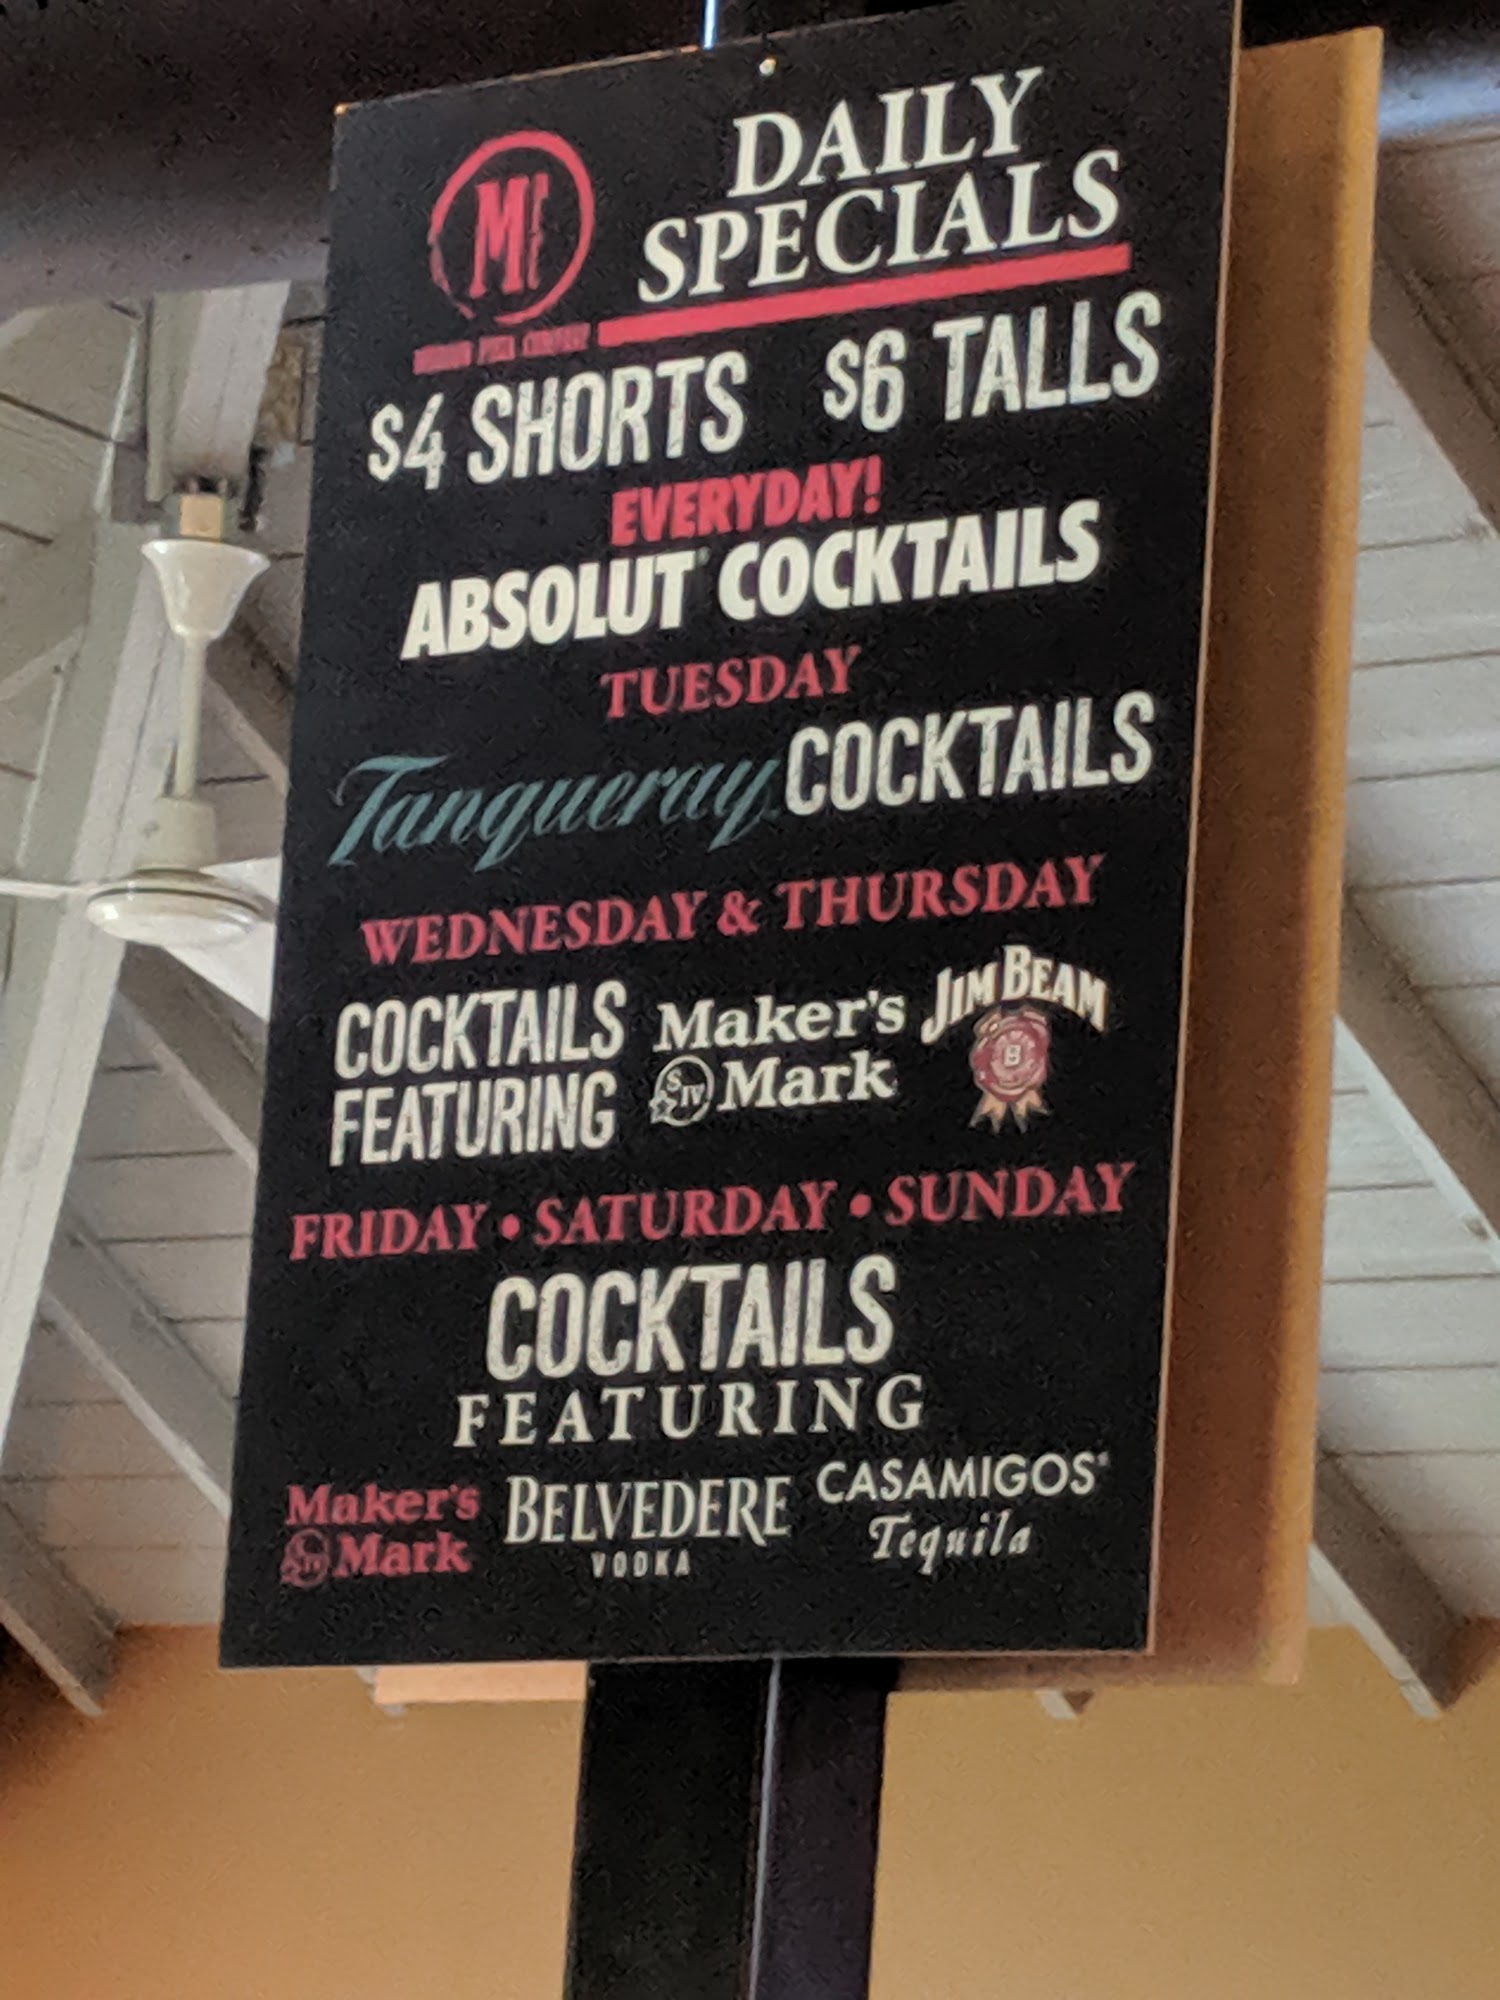 DAILY
SPECIALS
$4 SHORTS $6 TALLS
EVERYDAY!
ABSOLUT COCKTAILS
TUESDAY
Tanqueray COCKTAILS
WEDNESDAY & THURSDAY
COCKTAILS FEATURING Maker's Mark JIM BEAM
SIV
B
FRIDAY • SATURDAY • SUNDAY
COCKTAILS
FEATURING
Maker's Mark
BELVEDERE VODKA
CASAMIGOS Tequila